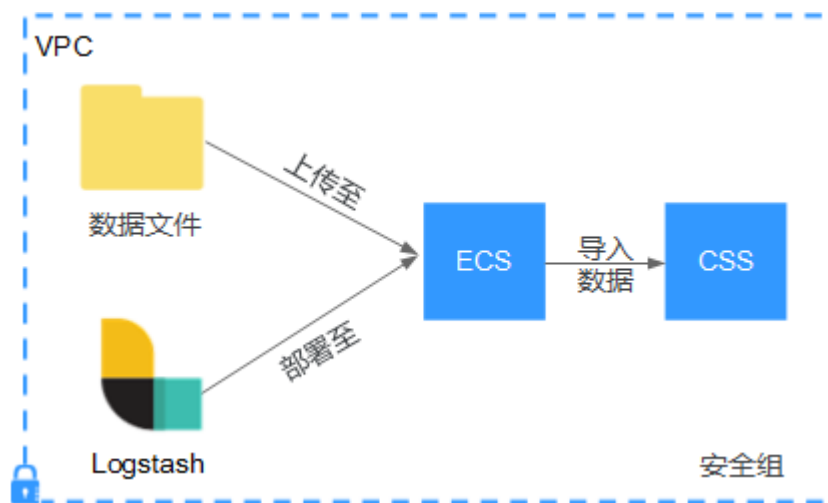 VPC
数据文件
上传至
ECS
导入
数据
CSS
部署至
Logstash
安全组